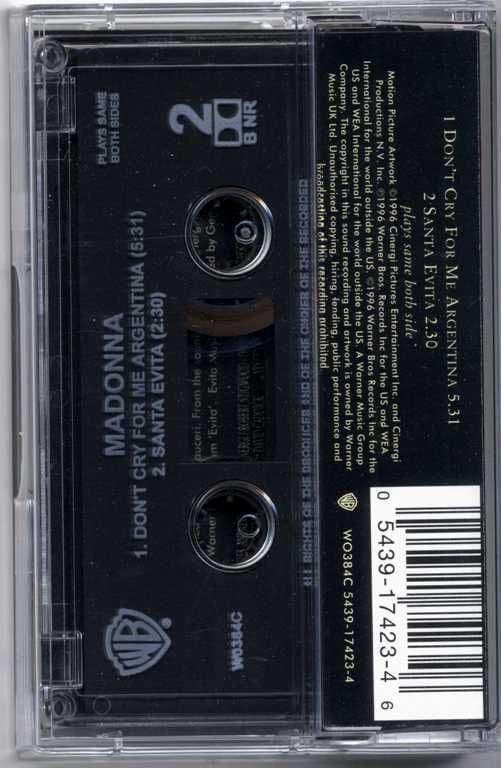 PLAYS SAME
BOTH SIDES
2
B NR
MADONNA
1. DON'T CRY FOR ME ARGENTINA (5:31)
2. SANTA EVITA (2:30)
WB
W0384C
1 DON'T CRY FOR ME ARGENTINA 5.31
2 SANTA EVITA 2.30
plays same both side
Motion Picture Artwork ©1996 Cinergi Pictures Entertainment Inc. and Cinergi
Productions N.V. Inc. ℗1996 Warner Bros. Records Inc for the US and WEA
International for the world outside the US. ©1996 Warner Bros Records Inc for the
US and WEA International for the world outside the US. A Warner Music Group
Company. The copyright in this sound recording and artwork is owned by Warner
Music UK Ltd. Unauthorised copying, hiring, lending, public performance and
broadcasting of this recording prohibited
WB
WO384C 5439-17423-4
0 5439-17423-4 6
ALL RIGHTS OF THE PRODUCER AND OF THE OWNER OF THE RECORDED